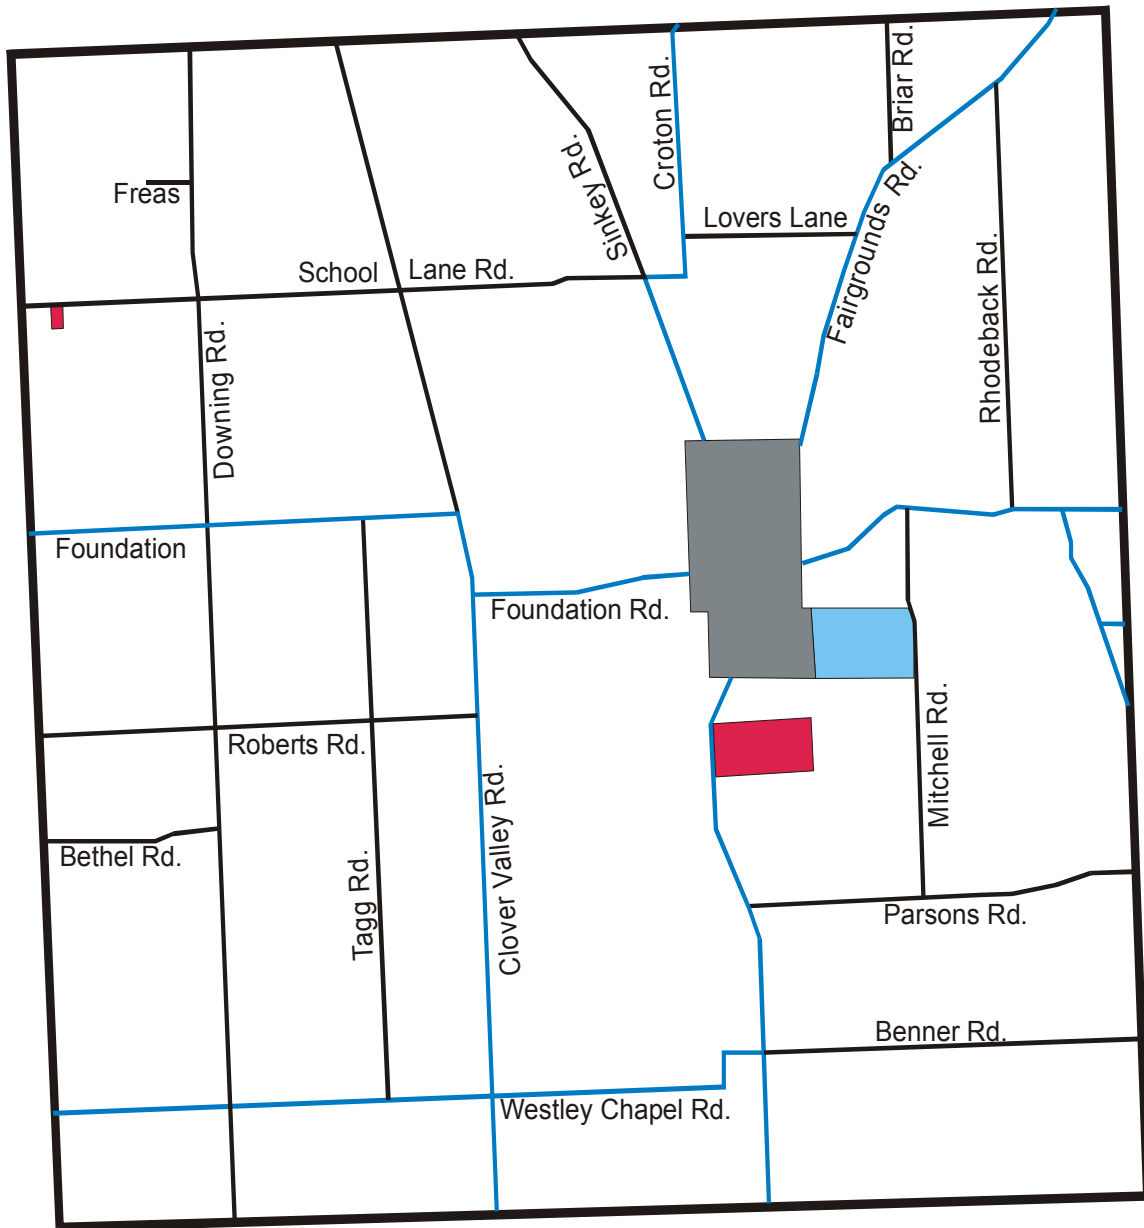 Briar Rd.
Croton Rd.
Sinkey Rd.
Freas
Lovers Lane
Fairgrounds Rd.
School Lane Rd.
Rhodeback Rd.
Downing Rd.
Foundation
Foundation Rd.
Roberts Rd.
Mitchell Rd.
Clover Valley Rd.
Bethel Rd.
Tagg Rd.
Parsons Rd.
Benner Rd.
Westley Chapel Rd.